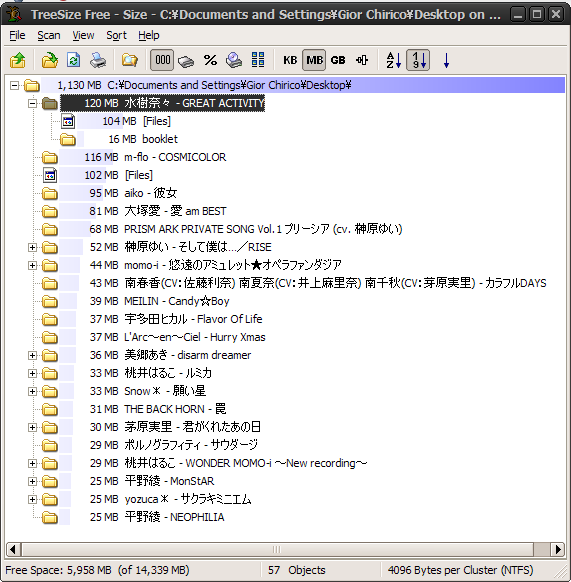 TreeSize Free - Size - C:¥Documents and Settings¥Gior Chirico¥Desktop on ...
File Scan View Sort Help
000 % KB MB GB A Z 1 9
1,130 MB C:¥Documents and Settings¥Gior Chirico¥Desktop¥
120 MB 水樹奈々 - GREAT ACTIVITY
104 MB [Files]
16 MB booklet
116 MB m-flo - COSMICOLOR
102 MB [Files]
95 MB aiko - 彼女
81 MB 大塚愛 - 愛 am BEST
68 MB PRISM ARK PRIVATE SONG Vol.1 プリーシア (cv. 榊原ゆい)
52 MB 榊原ゆい - そして僕は…／RISE
44 MB momo-i - 悠遠のアミュレット★オペラファンタジア
43 MB 南春香(CV：佐藤利奈) 南夏奈(CV：井上麻里奈) 南千秋(CV：茅原実里) - カラフルDAYS
39 MB MEILIN - Candy☆Boy
37 MB 宇多田ヒカル - Flavor Of Life
37 MB L'Arc～en～Ciel - Hurry Xmas
36 MB 美郷あき - disarm dreamer
33 MB 桃井はるこ - ルミカ
33 MB Snow＊ - 願い星
31 MB THE BACK HORN - 罠
30 MB 茅原実里 - 君がくれたあの日
29 MB ポルノグラフィティ - サウダージ
29 MB 桃井はるこ - WONDER MOMO-i ～New recording～
25 MB 平野綾 - MonStAR
25 MB yozuca＊ - サクラキミニエム
25 MB 平野綾 - NEOPHILIA
Free Space: 5,958 MB (of 14,339 MB) 57 Objects 4096 Bytes per Cluster (NTFS)